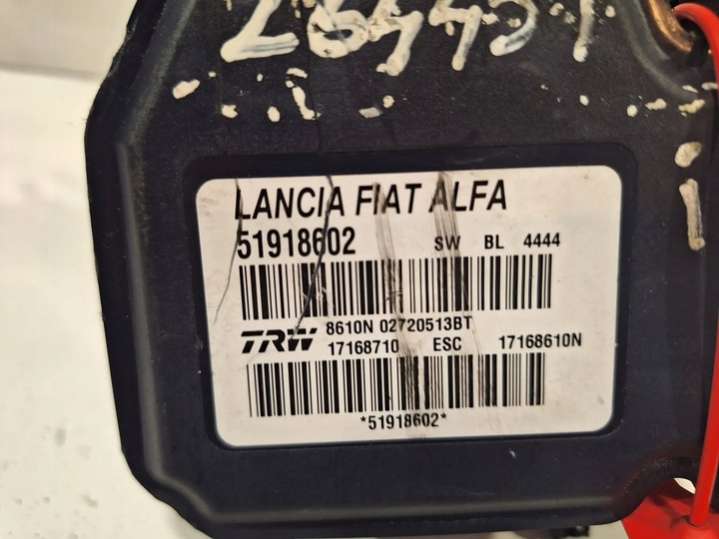 LANCIA FIAT ALFA
51918602 SW BL 4444
8610N 02720513BT
TRW 17168710 ESC 17168610N
*51918602*